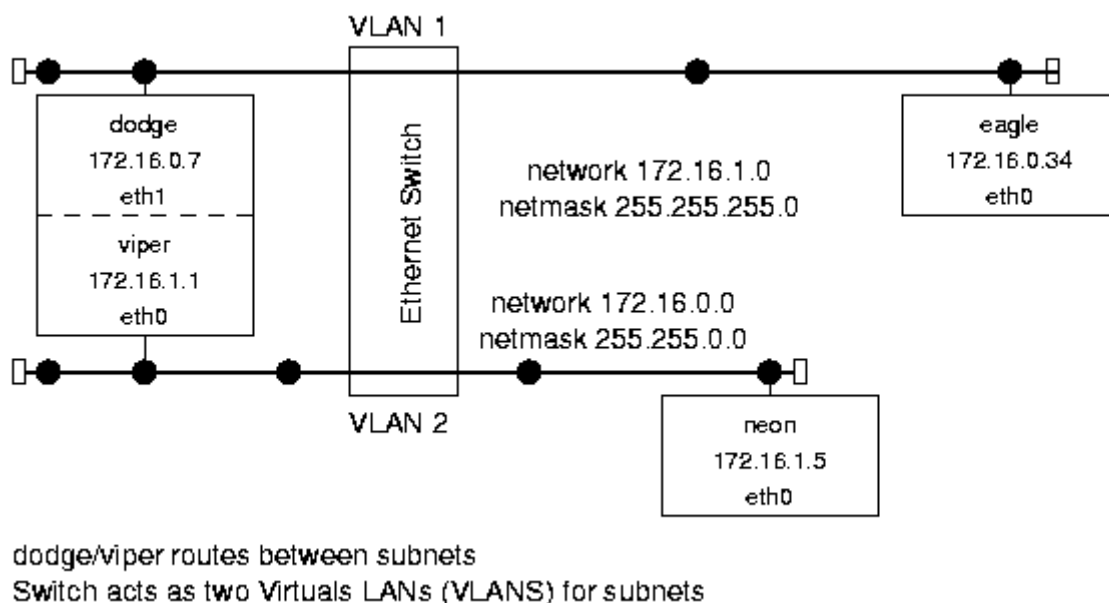 VLAN 1
dodge
172.16.0.7
eth1
viper
172.16.1.1
eth0
Ethernet Switch
network 172.16.1.0
netmask 255.255.255.0
eagle
172.16.0.34
eth0
network 172.16.0.0
netmask 255.255.0.0
VLAN 2
neon
172.16.1.5
eth0
dodge/viper routes between subnets
Switch acts as two Virtuals LANs (VLANS) for subnets